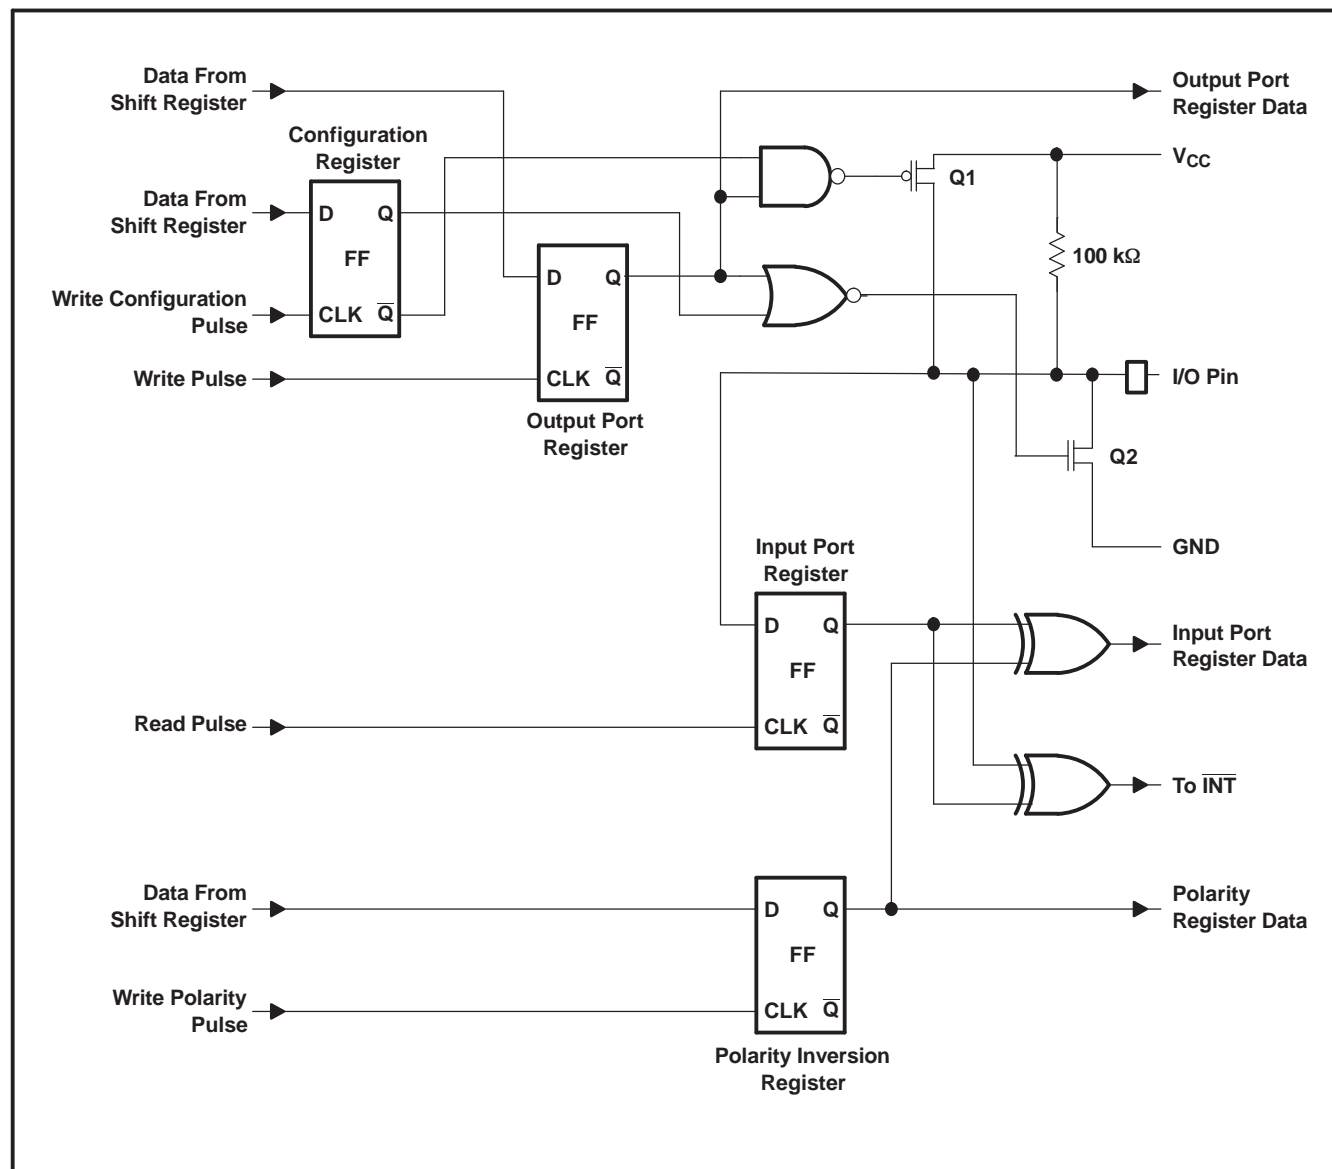 Data From
Shift Register
Output Port
Register Data
Configuration
Register
VCC
Q1
Data From
Shift Register
D
Q
FF
100 kΩ
D
Q
Write Configuration
Pulse
CLK
Q̅
FF
I/O Pin
Write Pulse
CLK
Q̅
Output Port
Register
Q2
Input Port
Register
GND
D
Q
Input Port
Register Data
FF
Read Pulse
CLK
Q̅
To I̅N̅T̅
Data From
Shift Register
D
Q
Polarity
Register Data
FF
Write Polarity
Pulse
CLK
Q̅
Polarity Inversion
Register